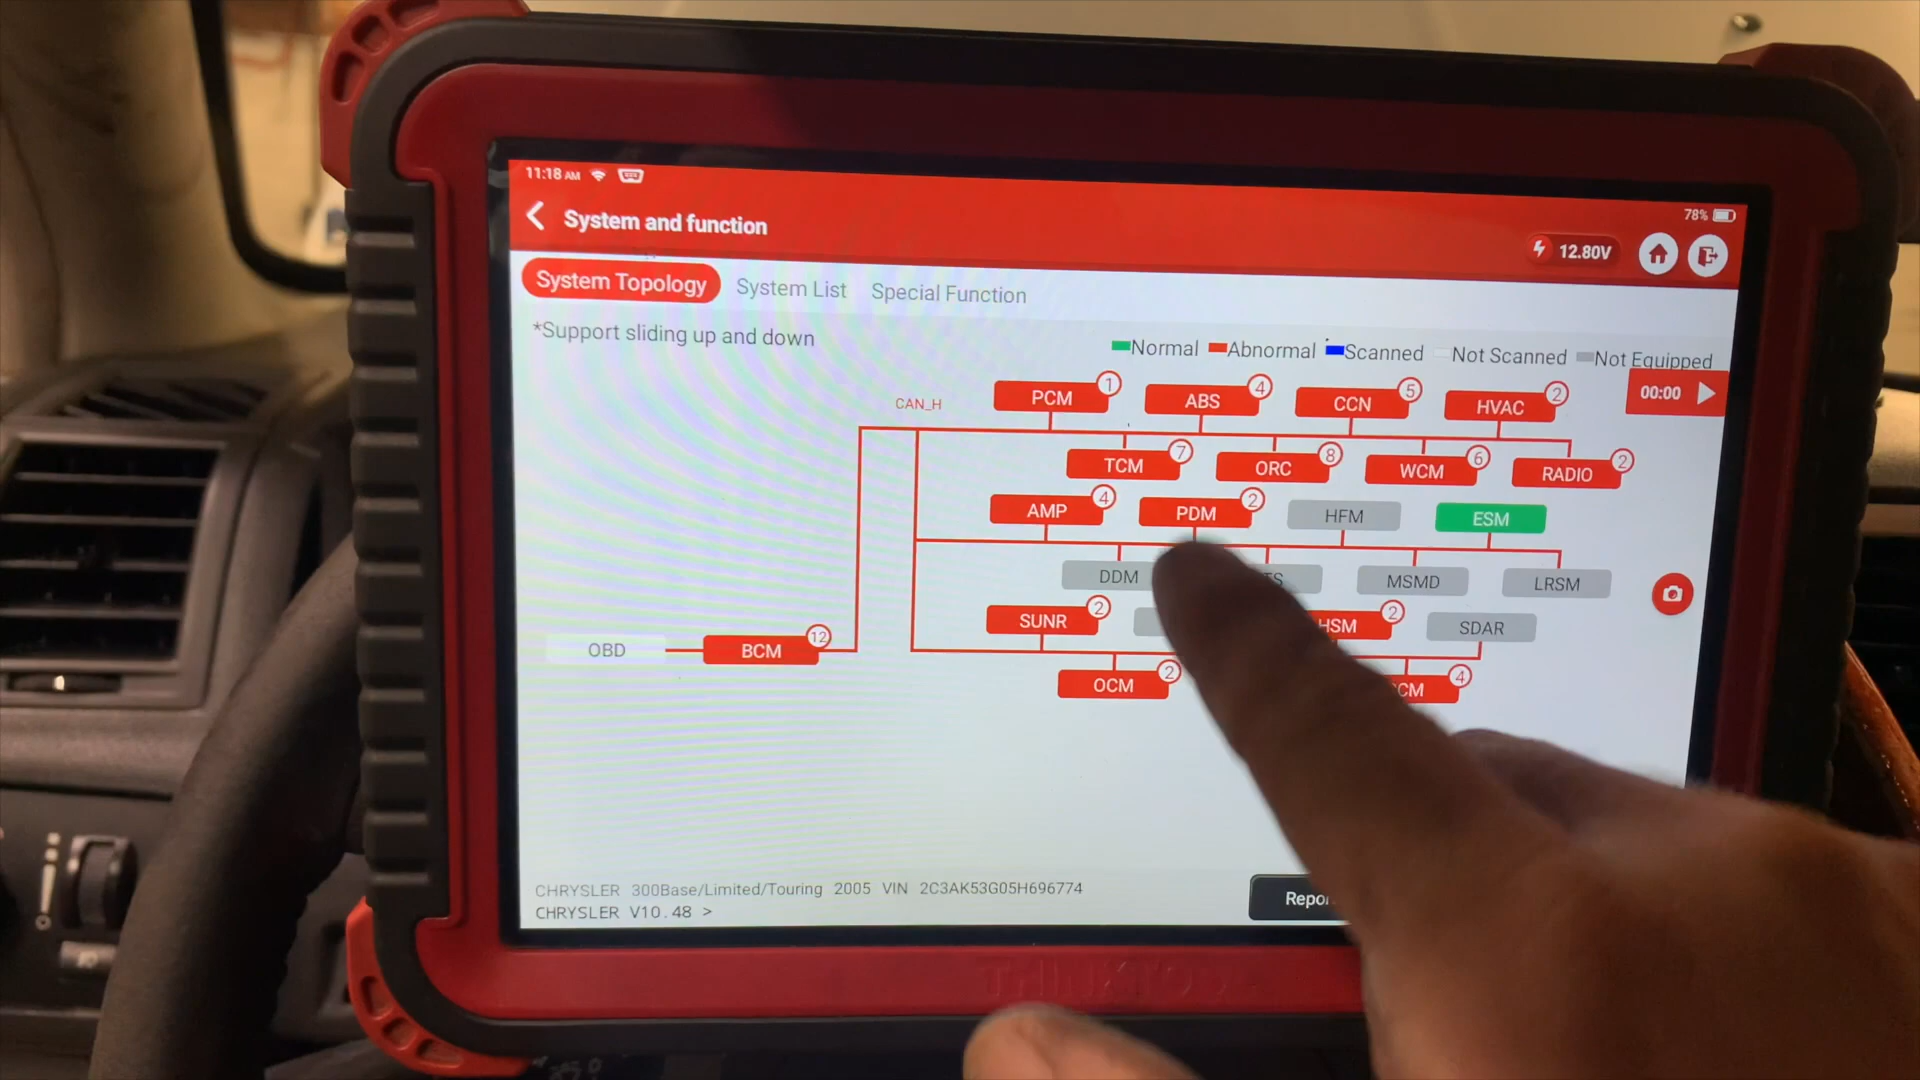 11:18 AM
78%
System and function
12.80V
System Topology System List Special Function
*Support sliding up and down
Normal Abnormal Scanned Not Scanned Not Equipped
00:00
CAN_H
PCM 1 ABS 4 CCN 5 HVAC 2
TCM 7 ORC 8 WCM 6 RADIO 2
AMP 4 PDM 2 HFM ESM
DDM TS MSMD LRSM
SUNR 2 HSM 2 SDAR
OBD BCM 12
OCM 2 CM 4
CHRYSLER 300Base/Limited/Touring 2005 VIN 2C3AK53G05H696774
CHRYSLER V10.48 >
Repor